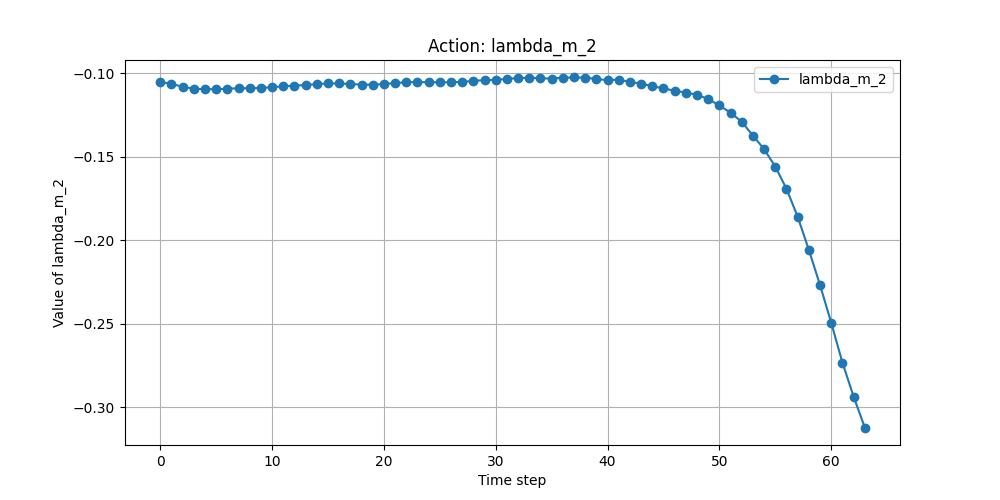 Action: lambda_m_2
lambda_m_2
Value of lambda_m_2
−0.10
−0.15
−0.20
−0.25
−0.30
0 10 20 30 40 50 60
Time step